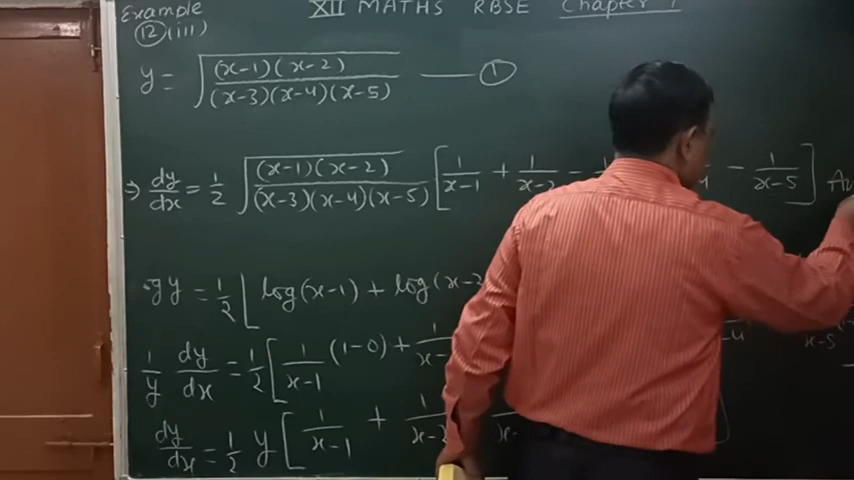 Example XII MATHS RBSE Chapter
12 (iii)
y = √((x-1)(x-2) / (x-3)(x-4)(x-5)) —— ①
⇒ dy/dx = 1/2 √((x-1)(x-2) / (x-3)(x-4)(x-5)) [1/(x-1) + 1/(x-2) - - 1/(x-5)]
og y = 1/2 [log(x-1) + log(x-2
1/y dy/dx = 1/2 [1/(x-1) (1-0) + 1/x- -4 x-5
dy/dx = 1/2 y [1/(x-1) + 1/(x-2 x-